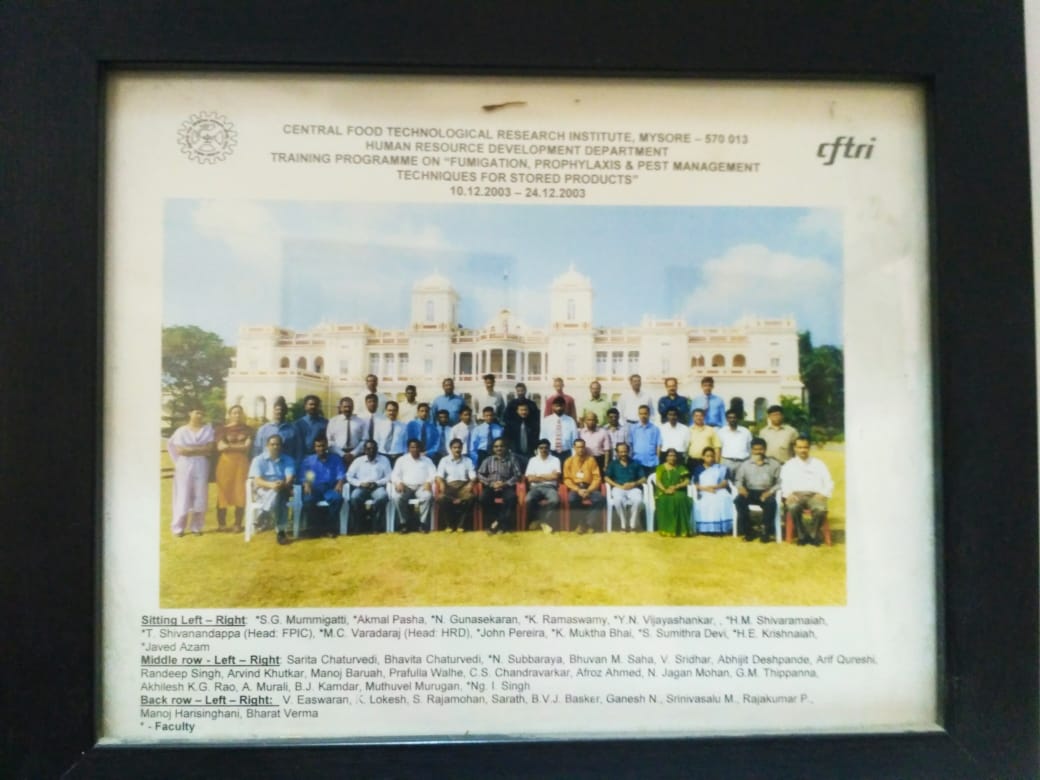 CENTRAL FOOD TECHNOLOGICAL RESEARCH INSTITUTE, MYSORE – 570 013
cftri
HUMAN RESOURCE DEVELOPMENT DEPARTMENT
TRAINING PROGRAMME ON "FUMIGATION, PROPHYLAXIS & PEST MANAGEMENT
TECHNIQUES FOR STORED PRODUCTS"
10.12.2003 – 24.12.2003
Sitting Left – Right: *S.G. Mummigatti, *Akmal Pasha, *N. Gunasekaran, *K. Ramaswamy, *Y.N. Vijayashankar, , *H.M. Shivaramaiah,
*T. Shivanandappa (Head: FPIC), *M.C. Varadaraj (Head: HRD), *John Pereira, *K. Muktha Bhai, *S. Sumithra Devi, *H.E. Krishnaiah,
*Javed Azam
Middle row - Left – Right: Sarita Chaturvedi, Bhavita Chaturvedi, *N. Subbaraya, Bhuvan M. Saha, V. Sridhar, Abhijit Deshpande, Arif Qureshi,
Randeep Singh, Arvind Khutkar, Manoj Baruah, Prafulla Walhe, C.S. Chandravarkar, Afroz Ahmed, N. Jagan Mohan, G.M. Thippanna,
Akhilesh K.G. Rao, A. Murali, B.J. Kamdar, Muthuvel Murugan, *Ng. I. Singh
Back row – Left – Right: V. Easwaran, K. Lokesh, S. Rajamohan, Sarath, B.V.J. Basker, Ganesh N., Srinivasalu M., Rajakumar P.,
Manoj Harisinghani, Bharat Verma
* - Faculty